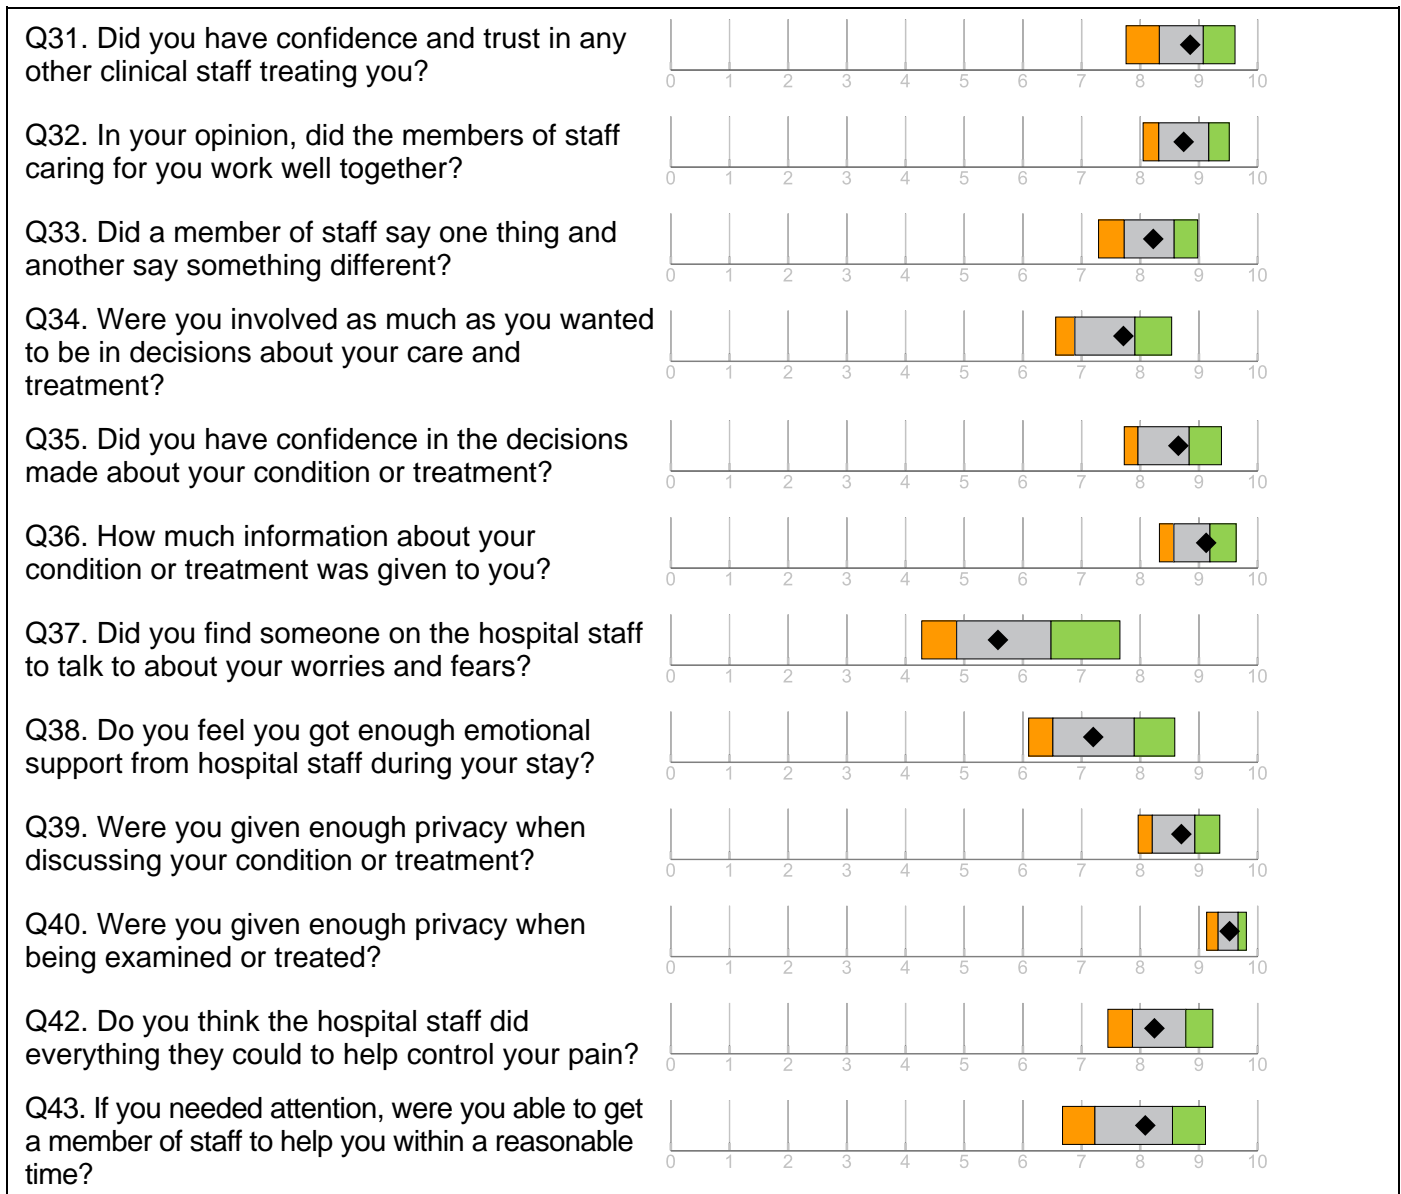 Q31. Did you have confidence and trust in any
other clinical staff treating you?
0 1 2 3 4 5 6 7 8 9 10
Q32. In your opinion, did the members of staff
caring for you work well together?
0 1 2 3 4 5 6 7 8 9 10
Q33. Did a member of staff say one thing and
another say something different?
0 1 2 3 4 5 6 7 8 9 10
Q34. Were you involved as much as you wanted
to be in decisions about your care and
treatment?
0 1 2 3 4 5 6 7 8 9 10
Q35. Did you have confidence in the decisions
made about your condition or treatment?
0 1 2 3 4 5 6 7 8 9 10
Q36. How much information about your
condition or treatment was given to you?
0 1 2 3 4 5 6 7 8 9 10
Q37. Did you find someone on the hospital staff
to talk to about your worries and fears?
0 1 2 3 4 5 6 7 8 9 10
Q38. Do you feel you got enough emotional
support from hospital staff during your stay?
0 1 2 3 4 5 6 7 8 9 10
Q39. Were you given enough privacy when
discussing your condition or treatment?
0 1 2 3 4 5 6 7 8 9 10
Q40. Were you given enough privacy when
being examined or treated?
0 1 2 3 4 5 6 7 8 9 10
Q42. Do you think the hospital staff did
everything they could to help control your pain?
0 1 2 3 4 5 6 7 8 9 10
Q43. If you needed attention, were you able to get
a member of staff to help you within a reasonable
time?
0 1 2 3 4 5 6 7 8 9 10